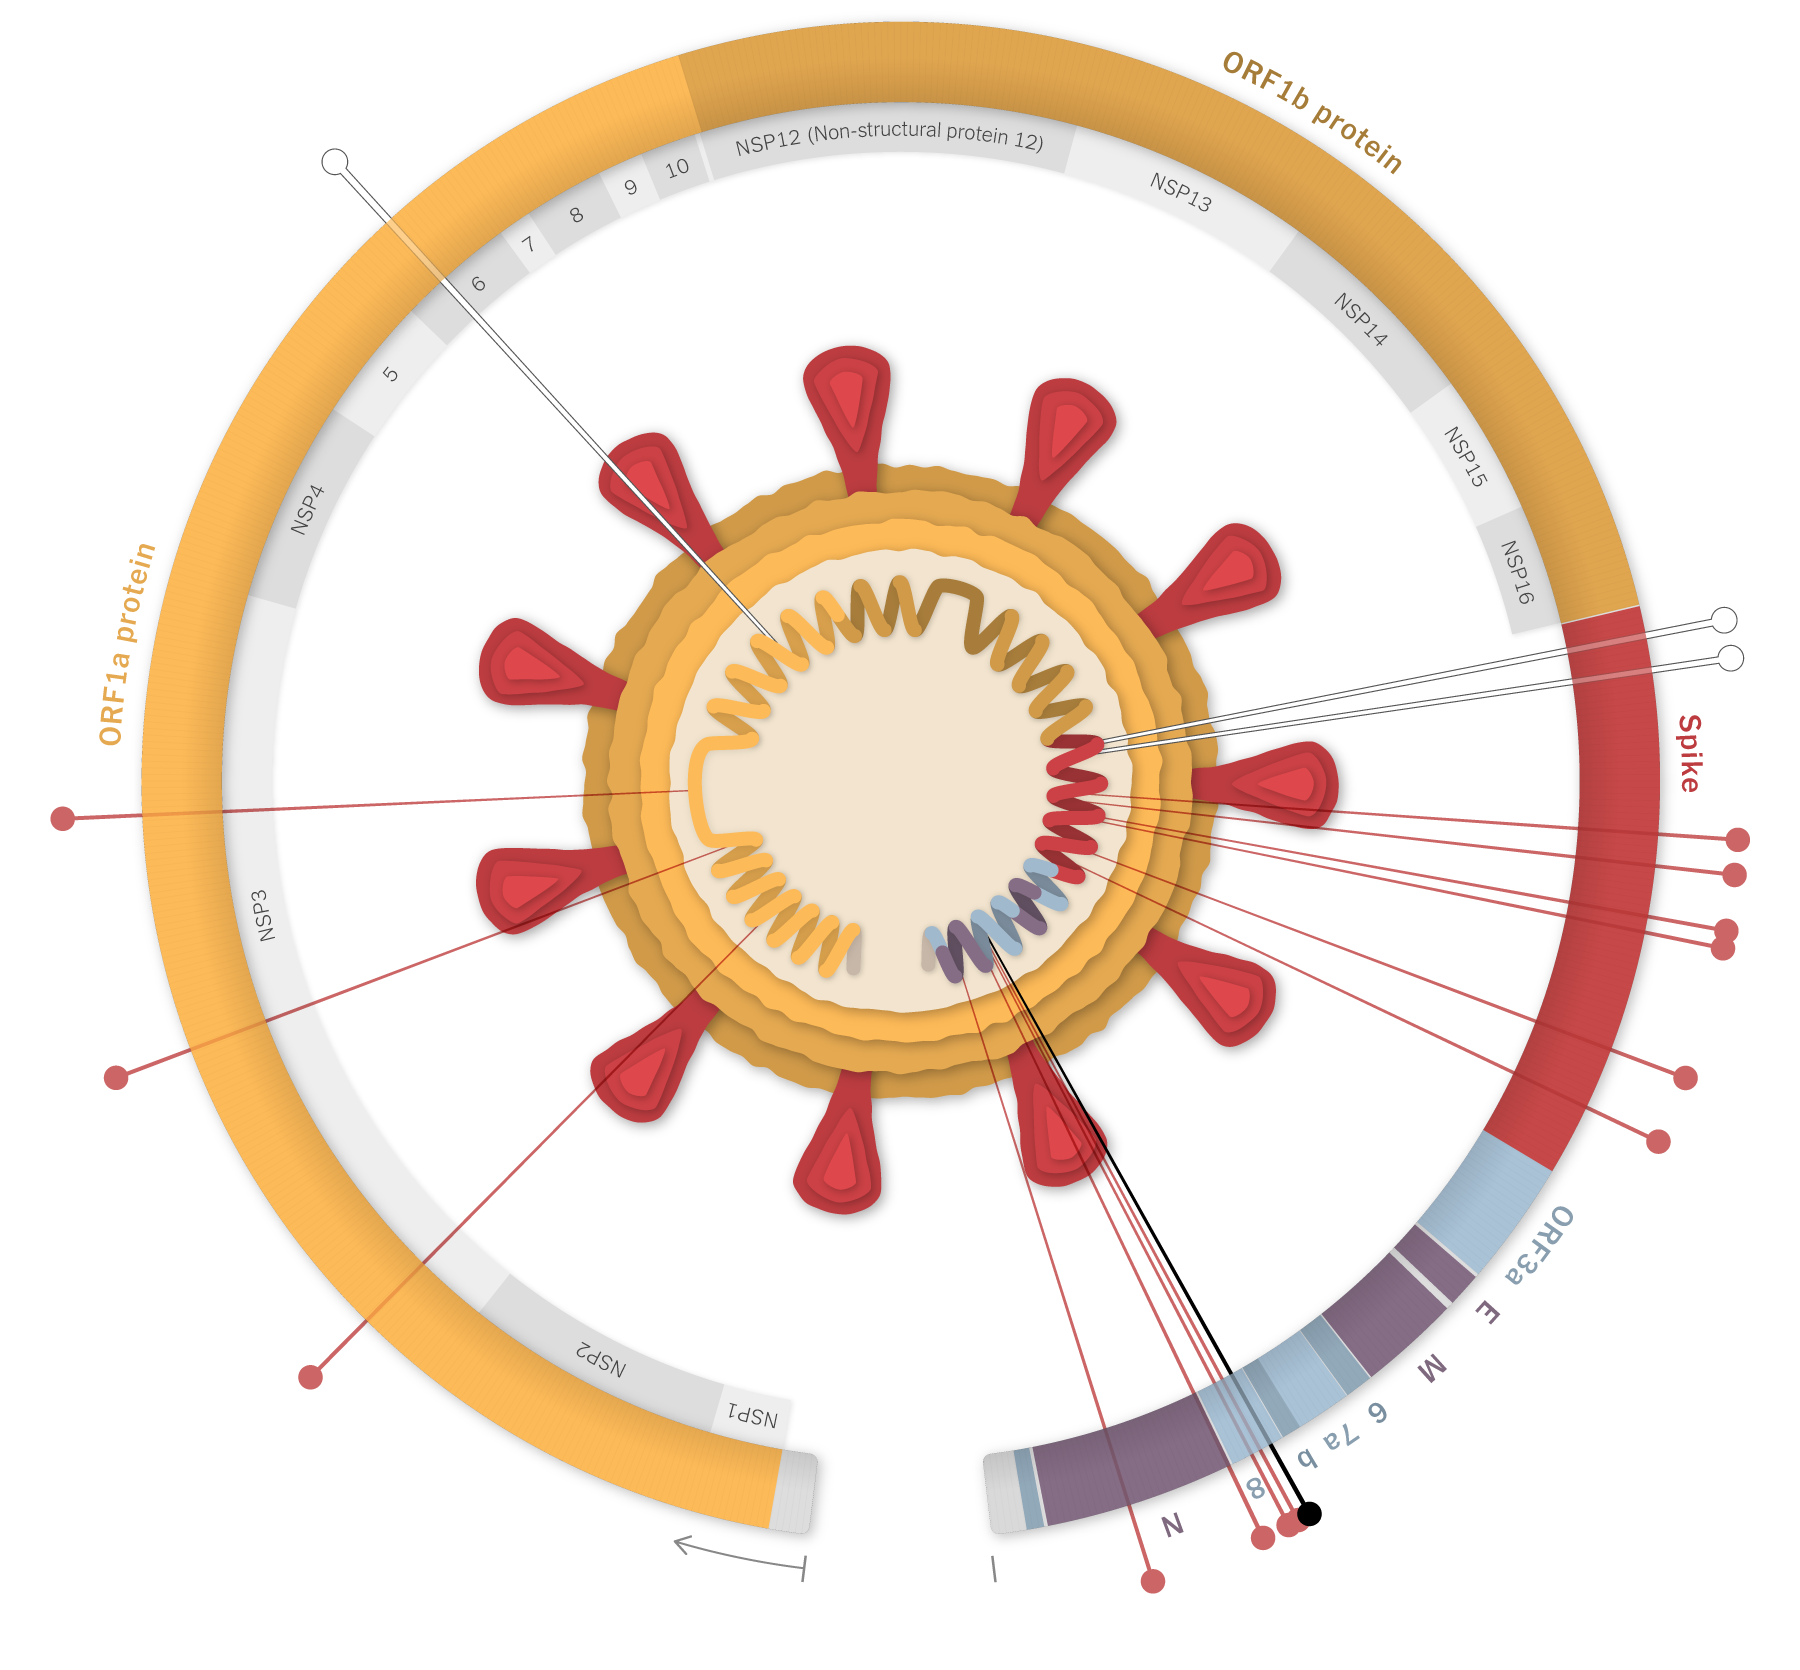 ORF1a protein
ORF1b protein
Spike
ORF3a
E
M
6
7a
b
8
N
NSP1
NSP2
NSP3
NSP4
5
6
7
8
9
10
NSP12 (Non-structural protein 12)
NSP13
NSP14
NSP15
NSP16